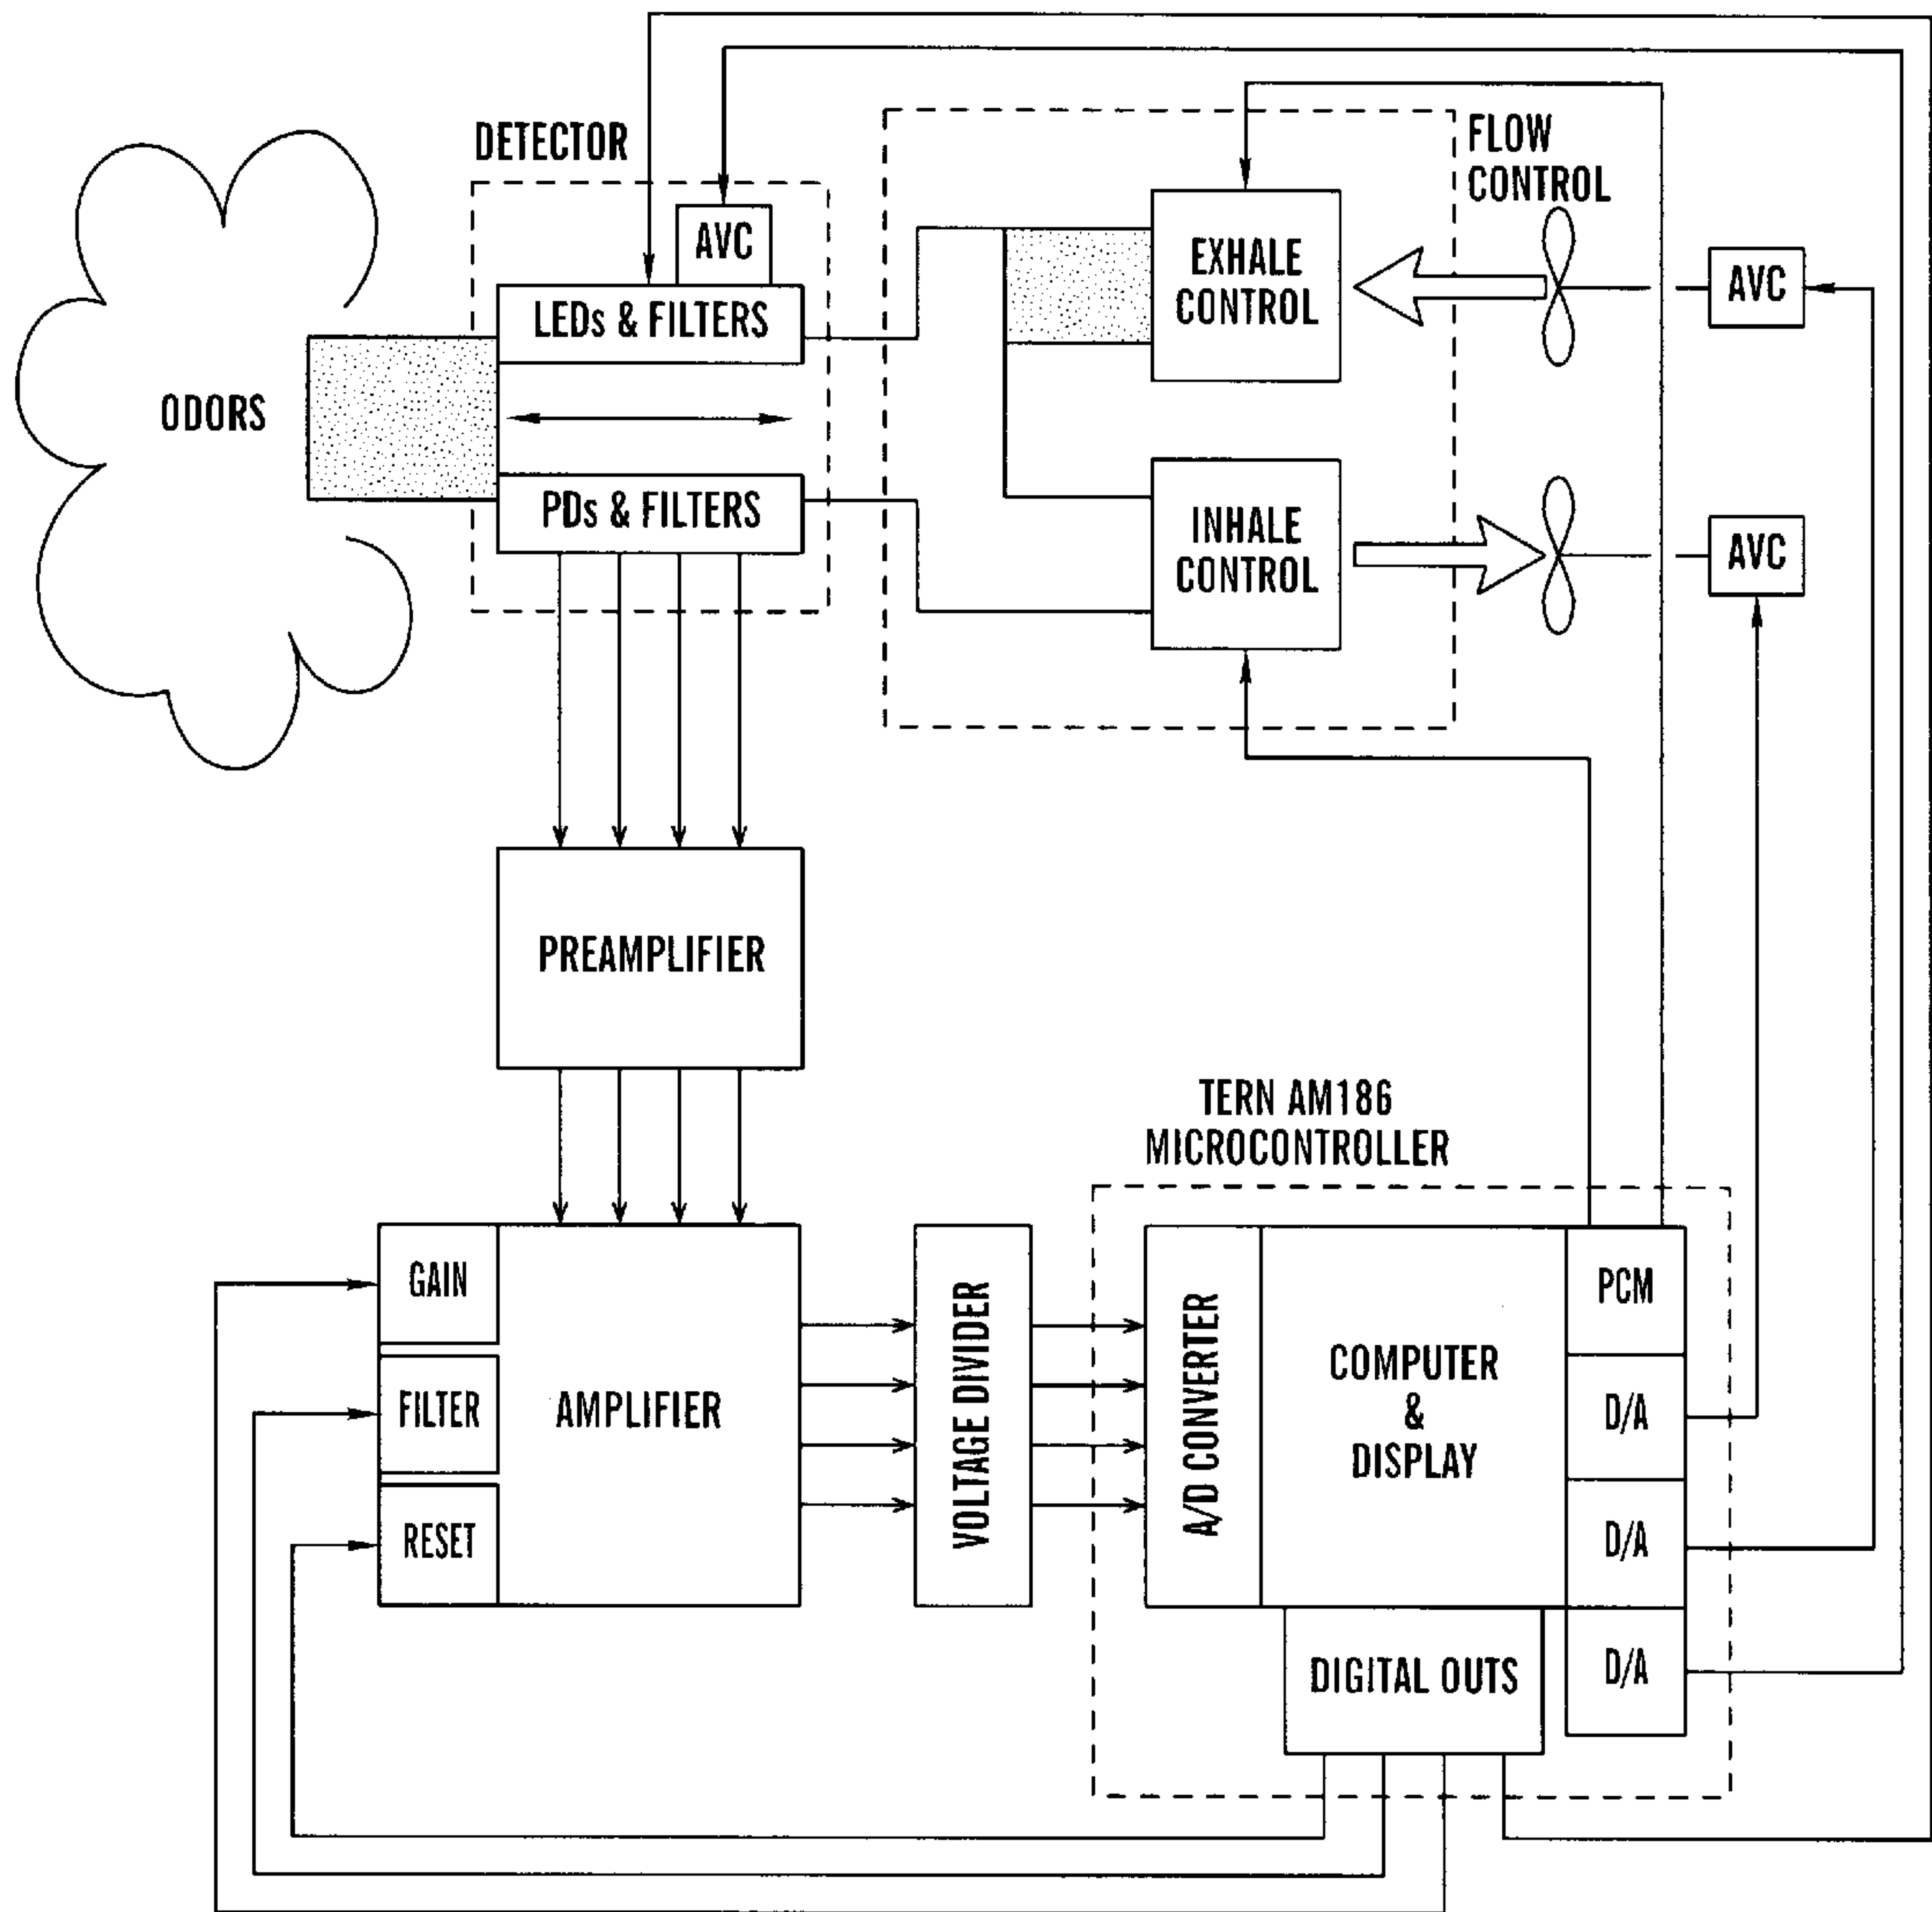 DETECTOR
FLOW
CONTROL
AVC
EXHALE
CONTROL
AVC
LEDs & FILTERS
ODORS
PDs & FILTERS
INHALE
CONTROL
AVC
PREAMPLIFIER
TERN AM186
MICROCONTROLLER
GAIN
FILTER
RESET
AMPLIFIER
VOLTAGE DIVIDER
A/D CONVERTER
COMPUTER
&
DISPLAY
PCM
D/A
D/A
D/A
DIGITAL OUTS